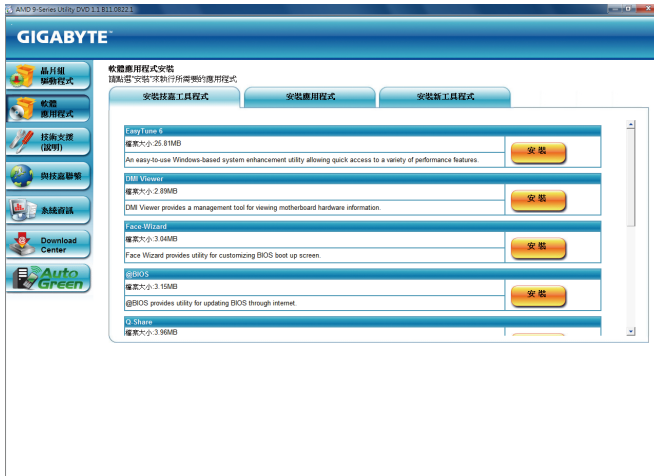 AMD 9-Series Utility DVD 1.1 B11.0822.1
GIGABYTE™
晶片組
驅動程式
軟體
應用程式
技術支援
(說明)
與技嘉聯繫
系統資訊
Download
Center
Auto
Green
軟體應用程式安裝
請點選"安裝"來執行所需要的應用程式
安裝技嘉工具程式
安裝應用程式
安裝新工具程式
EasyTune 6
檔案大小:25.81MB
An easy-to-use Windows-based system enhancement utility allowing quick access to a variety of performance features.
安裝
DMI Viewer
檔案大小:2.89MB
DMI Viewer provides a management tool for viewing motherboard hardware information.
安裝
Face-Wizard
檔案大小:3.04MB
Face Wizard provides utility for customizing BIOS boot up screen.
安裝
@BIOS
檔案大小:3.15MB
@BIOS provides utility for updating BIOS through internet.
安裝
Q-Share
檔案大小:3.96MB